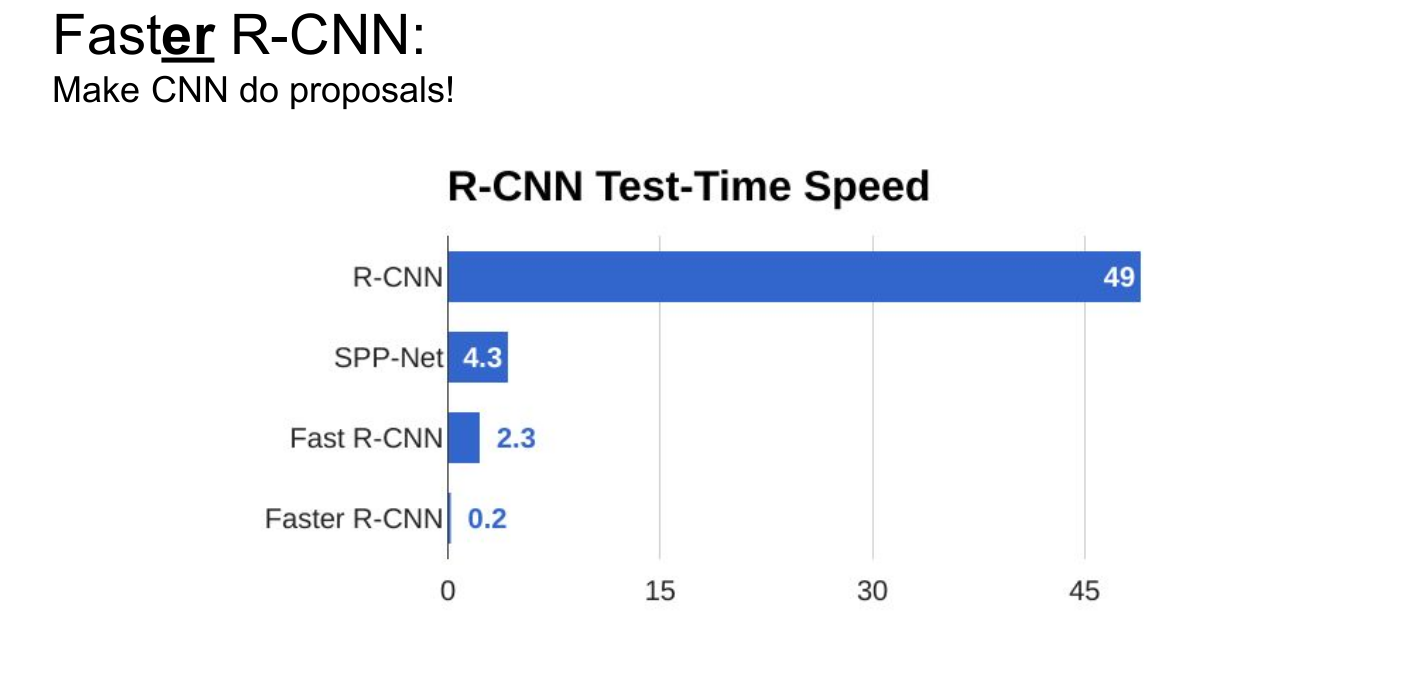 Faster R-CNN:
Make CNN do proposals!
R-CNN Test-Time Speed
R-CNN 49
SPP-Net 4.3
Fast R-CNN 2.3
Faster R-CNN 0.2
0 15 30 45